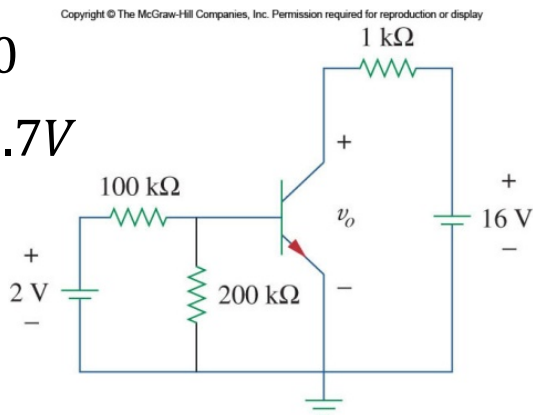 Copyright © The McGraw-Hill Companies, Inc. Permission required for reproduction or display
0
.7V
1 kΩ
100 kΩ
+
vₒ
−
+
16 V
−
+
2 V
−
200 kΩ